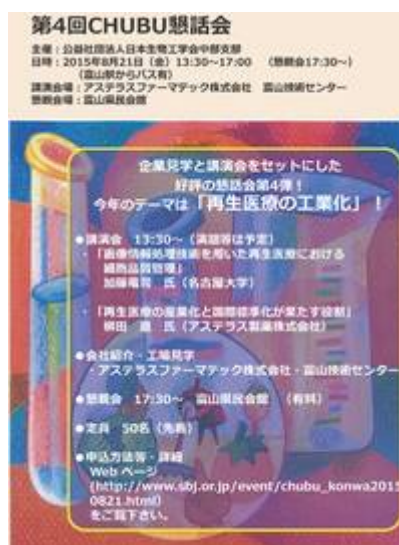 第4回CHUBU懇話会
主催：公益社団法人日本生物工学会中部支部
日時：2015年8月21日（金）13:30~17:00　（懇親会17:30~）
（富山駅からバス有）
講演会場：アステラスファーマテック株式会社　富山技術センター
懇親会場：富山県民会館
企業見学と講演会をセットにした
好評の懇話会第4弾！
今年のテーマは「再生医療の工業化」！
●講演会　13:30~（演題等は予定）
・「画像情報処理技術を用いた再生医療における
細胞品質管理」
加藤竜司　氏（名古屋大学）
・「再生医療の産業化と国際標準化が果たす役割」
柳田　　氏（アステラス製薬株式会社）
●会社紹介・工場見学
・アステラスファーマテック株式会社・富山技術センター
●懇親会　17:30~　富山県民会館　（有料）
●定員　50名（先着）
●申込方法等・詳細
Web ページ
(http://www.sbj.or.jp/event/chubu_konwa2015
0821.html)
をご覧下さい。